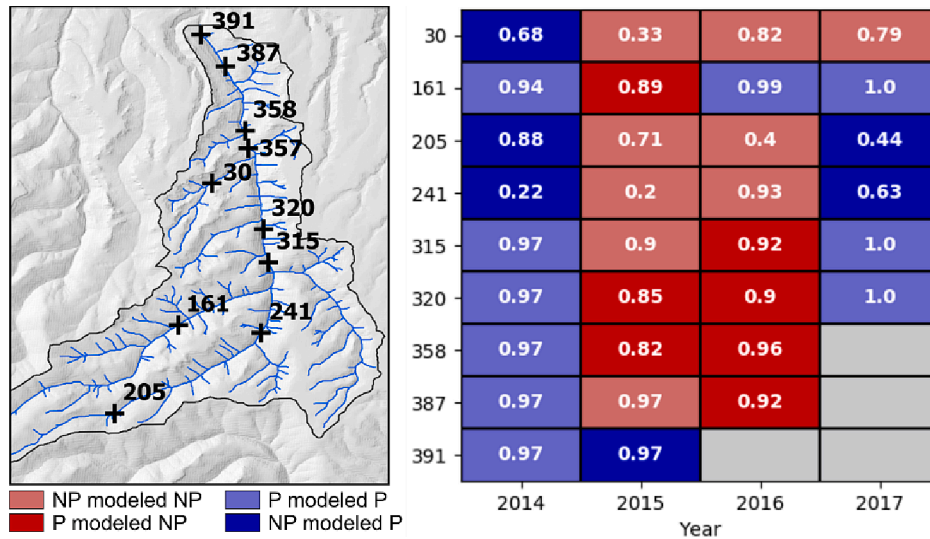 391
387
358
357
30
320
315
161
241
205
NP modeled NP
P modeled P
P modeled NP
NP modeled P
30 0.68 0.33 0.82 0.79
161 0.94 0.89 0.99 1.0
205 0.88 0.71 0.4 0.44
241 0.22 0.2 0.93 0.63
315 0.97 0.9 0.92 1.0
320 0.97 0.85 0.9 1.0
358 0.97 0.82 0.96
387 0.97 0.97 0.92
391 0.97 0.97
2014 2015 2016 2017
Year